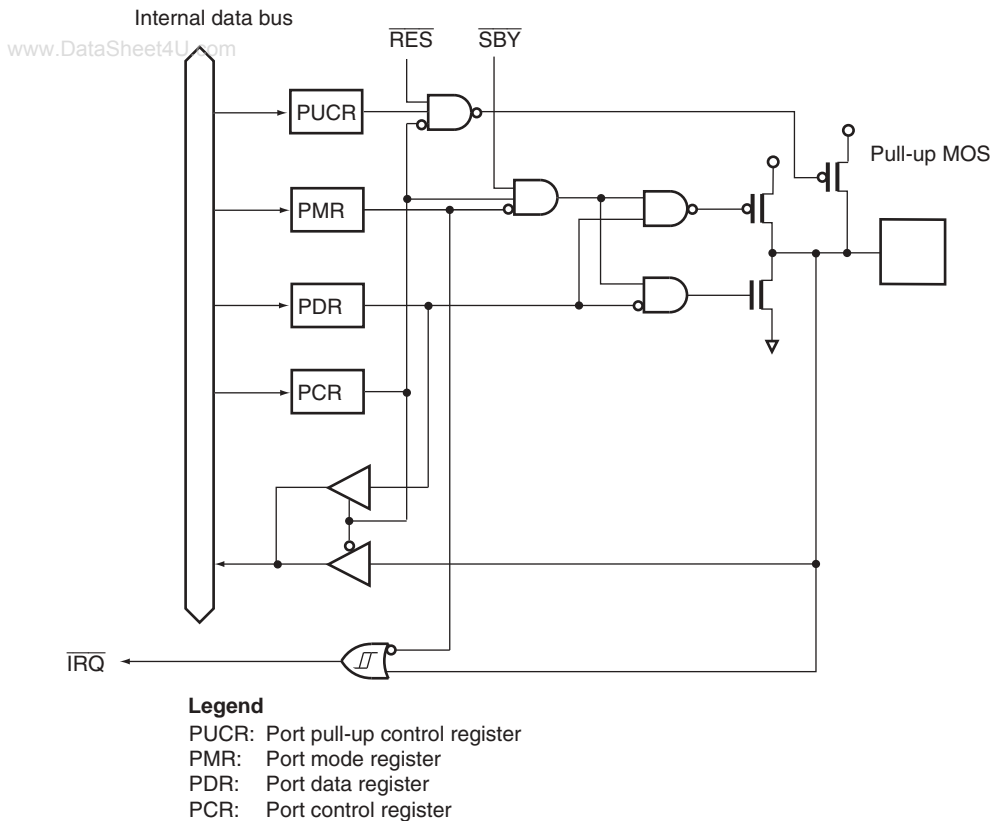 Internal data bus
www.DataSheet4U.com
RES
SBY
PUCR
Pull-up MOS
PMR
PDR
PCR
IRQ
Legend
PUCR: Port pull-up control register
PMR: Port mode register
PDR: Port data register
PCR: Port control register